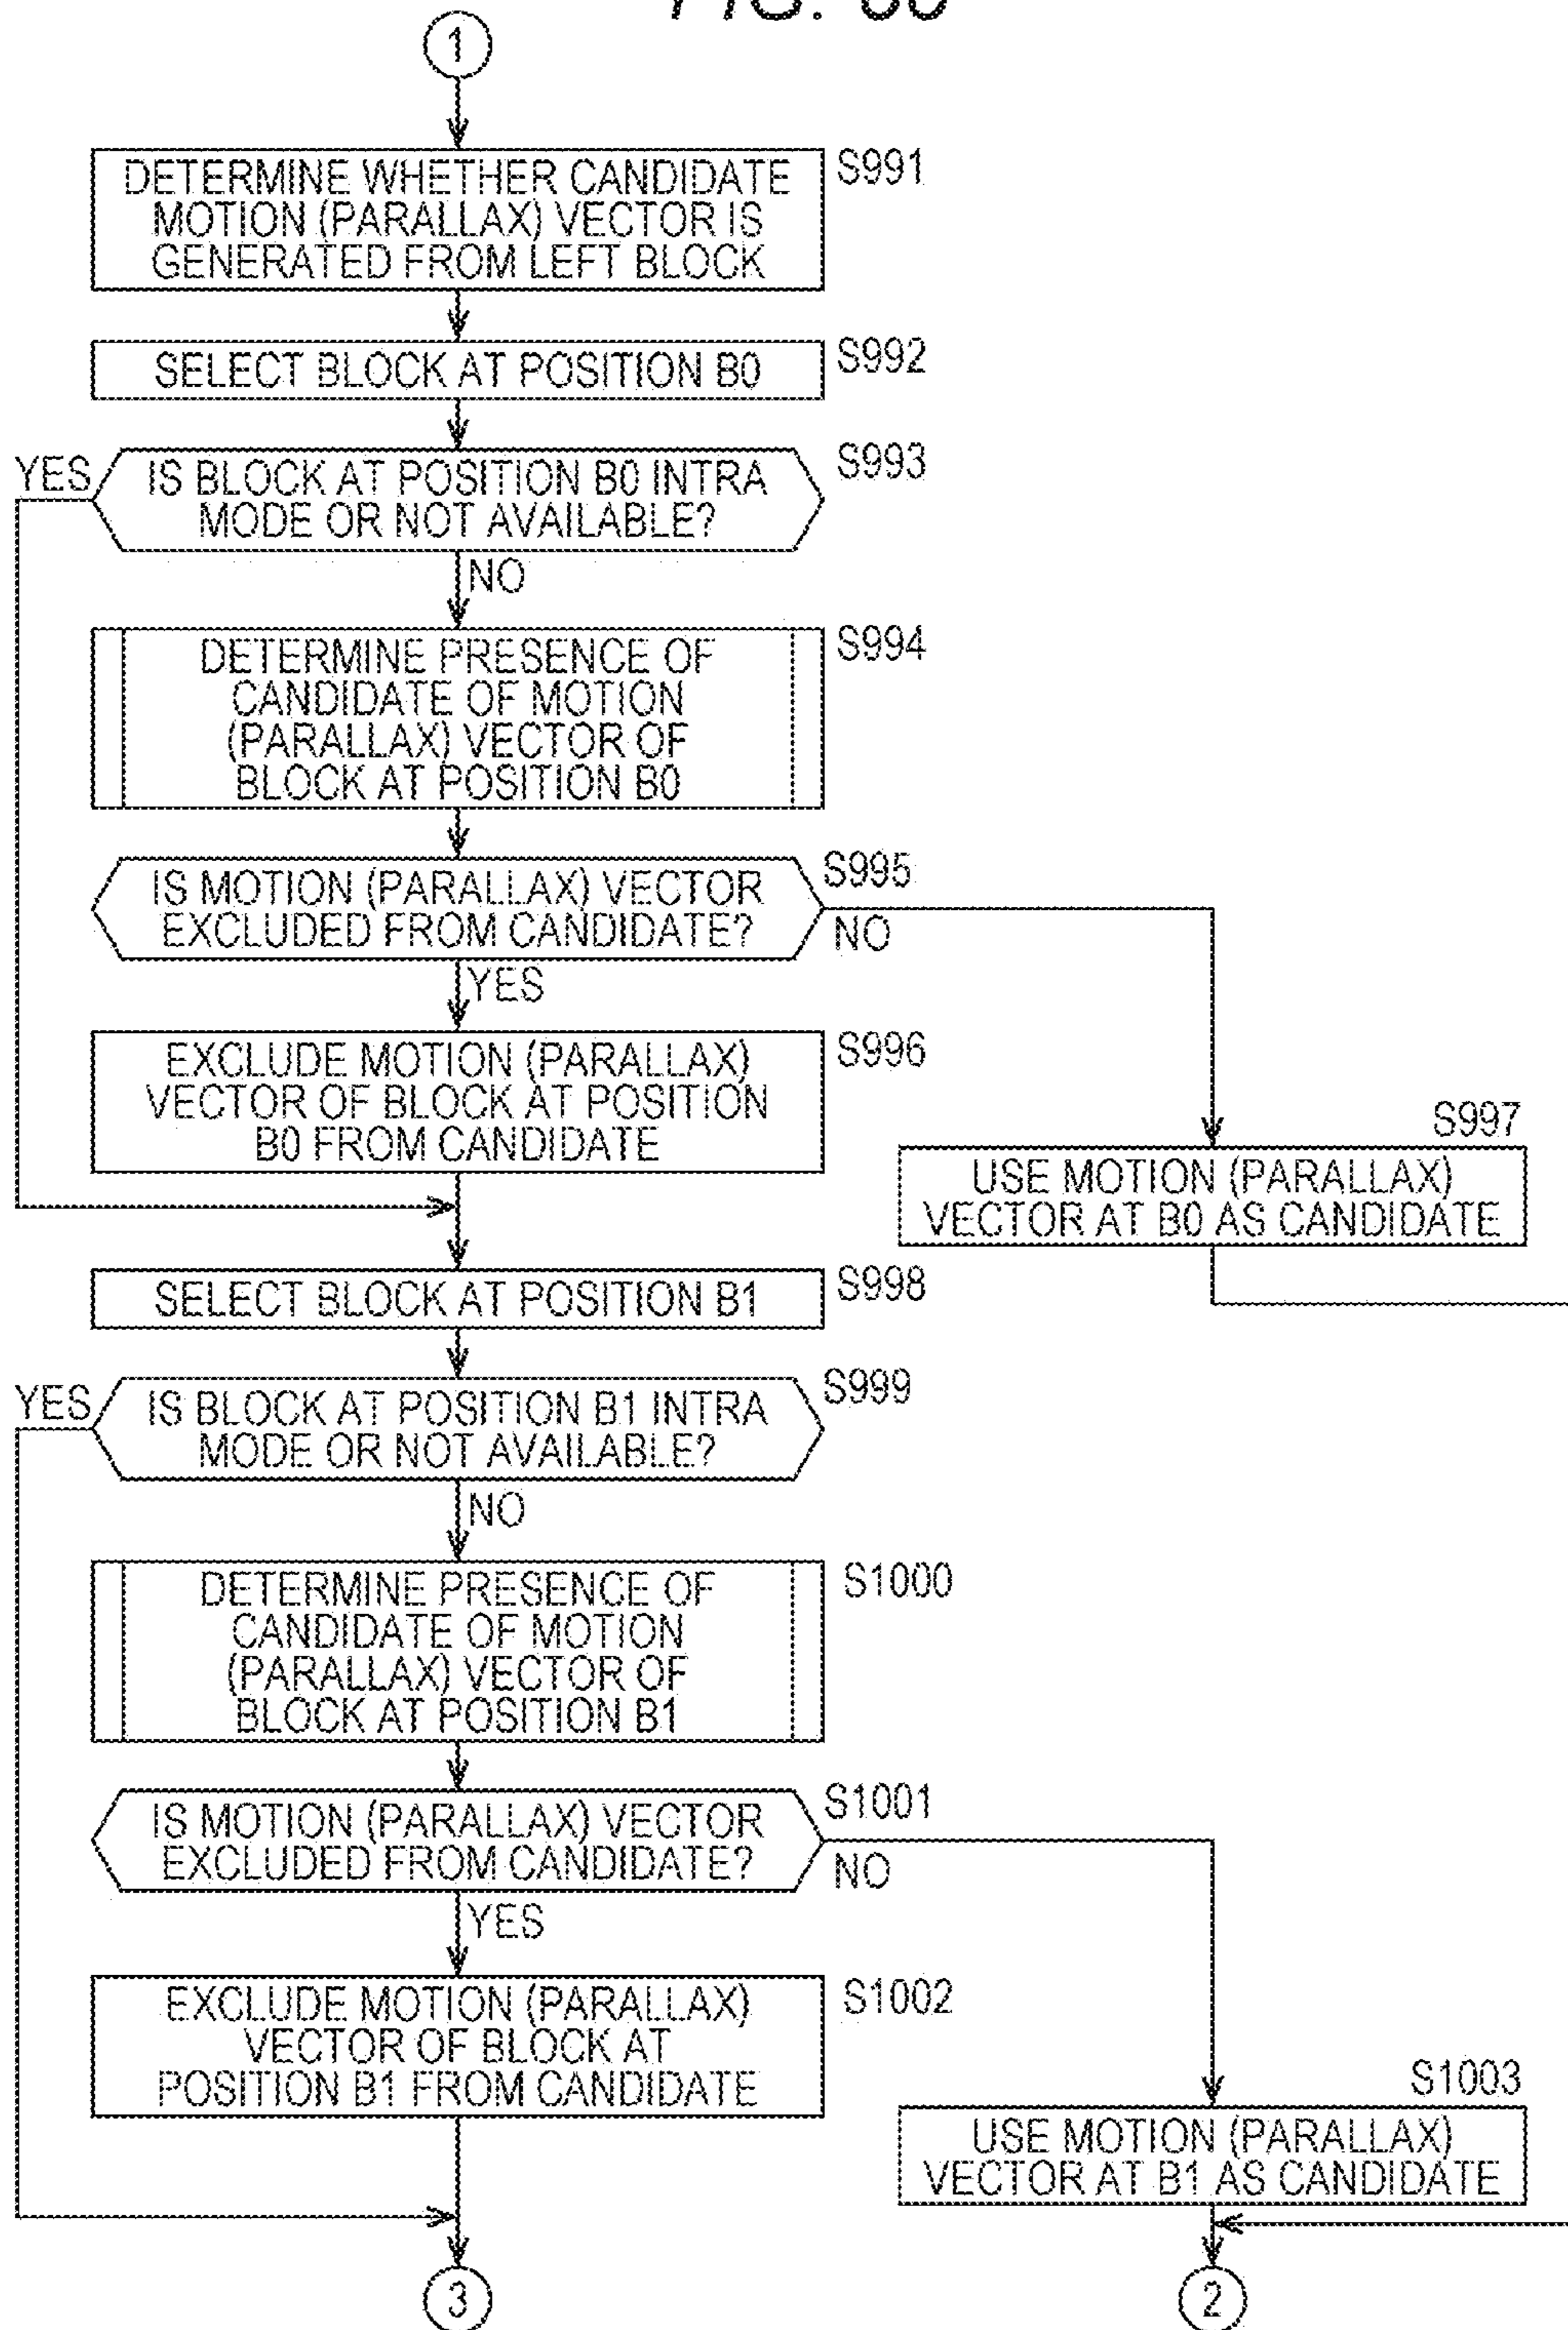 FIG.
1
DETERMINE WHETHER CANDIDATE
MOTION (PARALLAX) VECTOR IS
GENERATED FROM LEFT BLOCK
S991
SELECT BLOCK AT POSITION B0
S992
YES
IS BLOCK AT POSITION B0 INTRA
MODE OR NOT AVAILABLE?
S993
NO
DETERMINE PRESENCE OF
CANDIDATE OF MOTION
(PARALLAX) VECTOR OF
BLOCK AT POSITION B0
S994
IS MOTION (PARALLAX) VECTOR
EXCLUDED FROM CANDIDATE?
S995
NO
YES
EXCLUDE MOTION (PARALLAX)
VECTOR OF BLOCK AT POSITION
B0 FROM CANDIDATE
S996
S997
USE MOTION (PARALLAX)
VECTOR AT B0 AS CANDIDATE
SELECT BLOCK AT POSITION B1
S998
YES
IS BLOCK AT POSITION B1 INTRA
MODE OR NOT AVAILABLE?
S999
NO
DETERMINE PRESENCE OF
CANDIDATE OF MOTION
(PARALLAX) VECTOR OF
BLOCK AT POSITION B1
S1000
IS MOTION (PARALLAX) VECTOR
EXCLUDED FROM CANDIDATE?
S1001
NO
YES
EXCLUDE MOTION (PARALLAX)
VECTOR OF BLOCK AT
POSITION B1 FROM CANDIDATE
S1002
S1003
USE MOTION (PARALLAX)
VECTOR AT B1 AS CANDIDATE
3
2